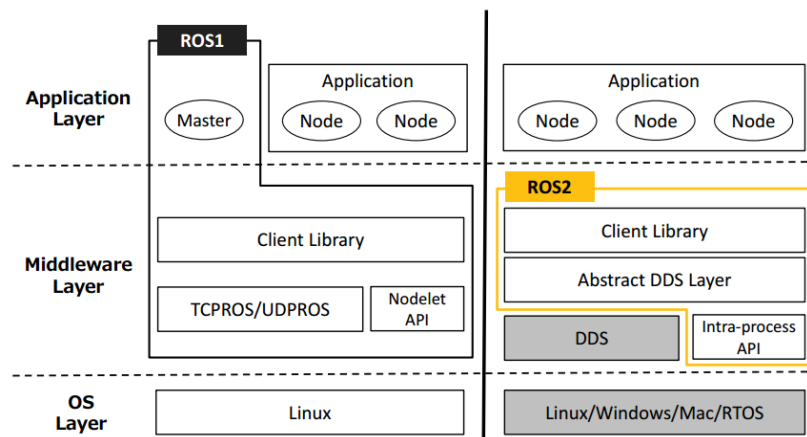 ROS1
Application
Layer
Master
Application
Node
Node
Application
Node
Node
Node
ROS2
Middleware
Layer
Client Library
TCPROS/UDPROS
Nodelet
API
Client Library
Abstract DDS Layer
DDS
Intra-process
API
OS
Layer
Linux
Linux/Windows/Mac/RTOS